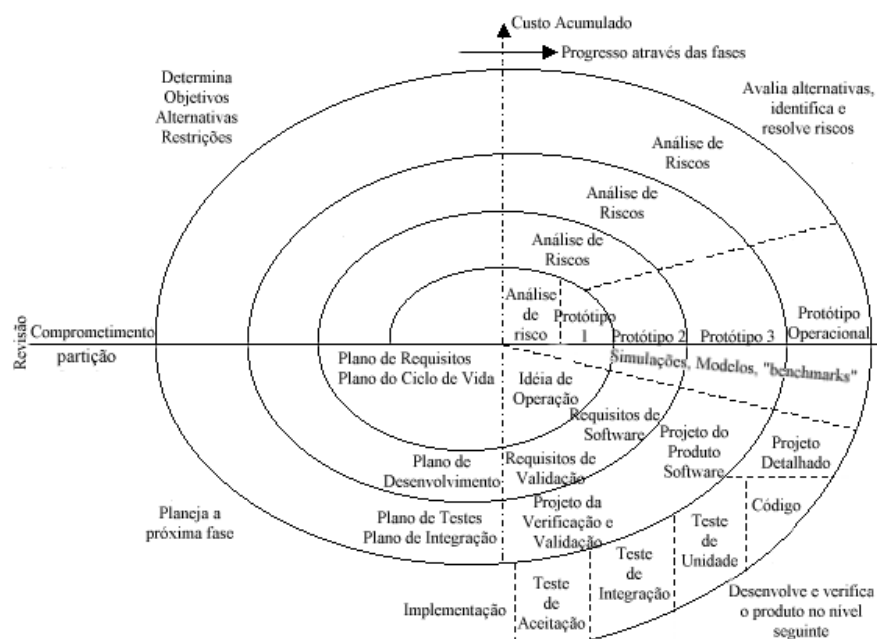 Custo Acumulado
Progresso através das fases
Determina
Objetivos
Alternativas
Restrições
Avalia alternativas,
identifica e
resolve riscos
Análise de
Riscos
Análise de
Riscos
Análise de
Riscos
Análise
de
risco
Protótipo
1
Protótipo 2
Protótipo 3
Protótipo
Operacional
Revisão
Comprometimento
partição
Simulações, Modelos, "benchmarks"
Plano de Requisitos
Plano do Ciclo de Vida
Idéia de
Operação
Requisitos de
Software
Projeto do
Produto
Software
Projeto
Detalhado
Plano de
Desenvolvimento
Requisitos de
Validação
Código
Planeja a
próxima fase
Plano de Testes
Plano de Integração
Projeto da
Verificação e
Validação
Teste
de
Unidade
Teste
de
Integração
Teste
de
Aceitação
Implementação
Desenvolve e verifica
o produto no nível
seguinte